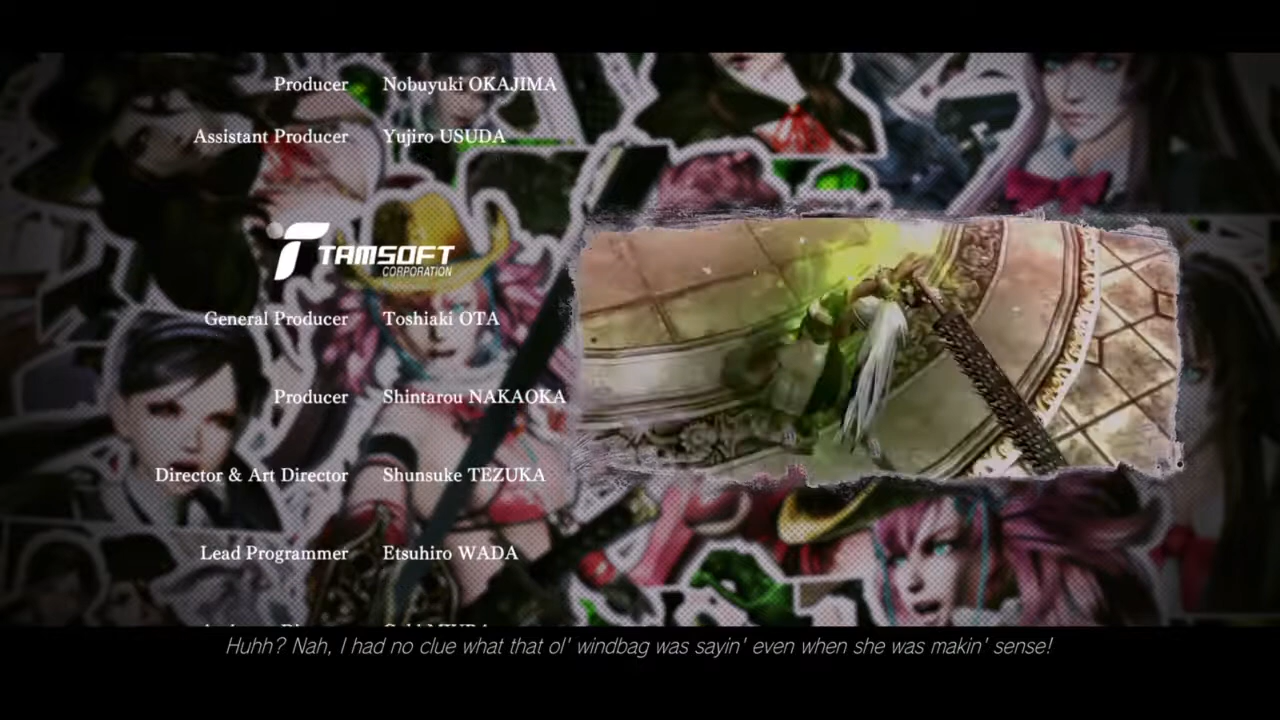 Producer Nobuyuki OKAJIMA
Assistant Producer Yujiro USUDA
TAMSOFT
CORPORATION
General Producer Toshiaki OTA
Producer Shintarou NAKAOKA
Director & Art Director Shunsuke TEZUKA
Lead Programmer Etsuhiro WADA
Huhh? Nah, I had no clue what that ol' windbag was sayin' even when she was makin' sense!